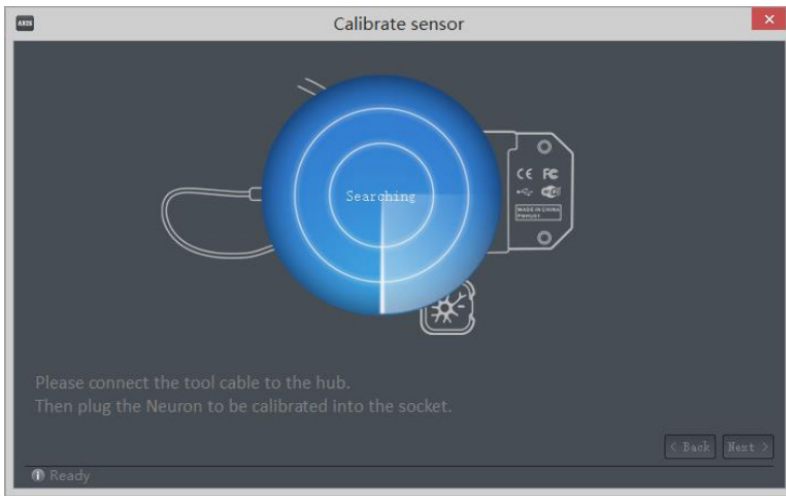 AXIS
Calibrate sensor
Searching
CE FC
MADE IN CHINA
Please connect the tool cable to the hub.
Then plug the Neuron to be calibrated into the socket.
< Back
Next >
Ready